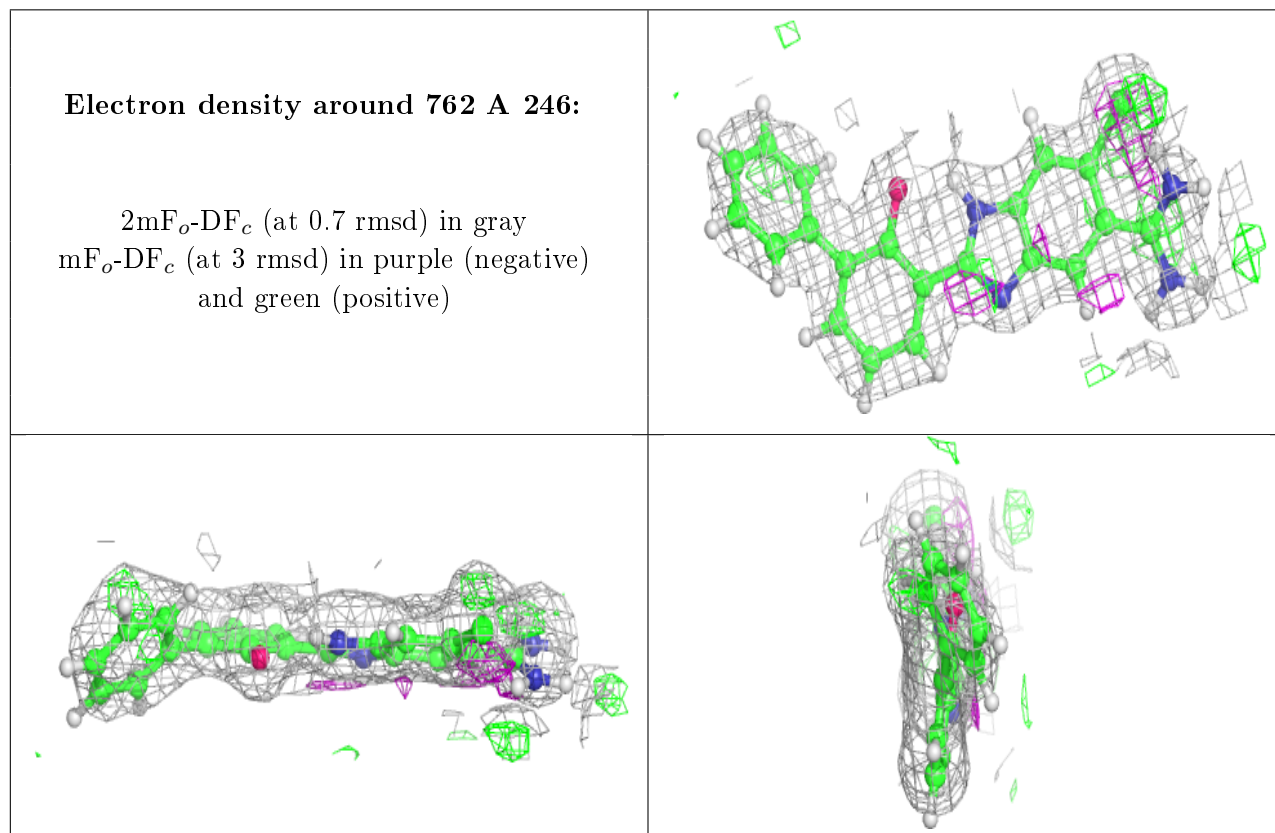 Electron density around 762 A 246:
2mFₒ-DF𝒸 (at 0.7 rmsd) in gray
mFₒ-DF𝒸 (at 3 rmsd) in purple (negative)
and green (positive)